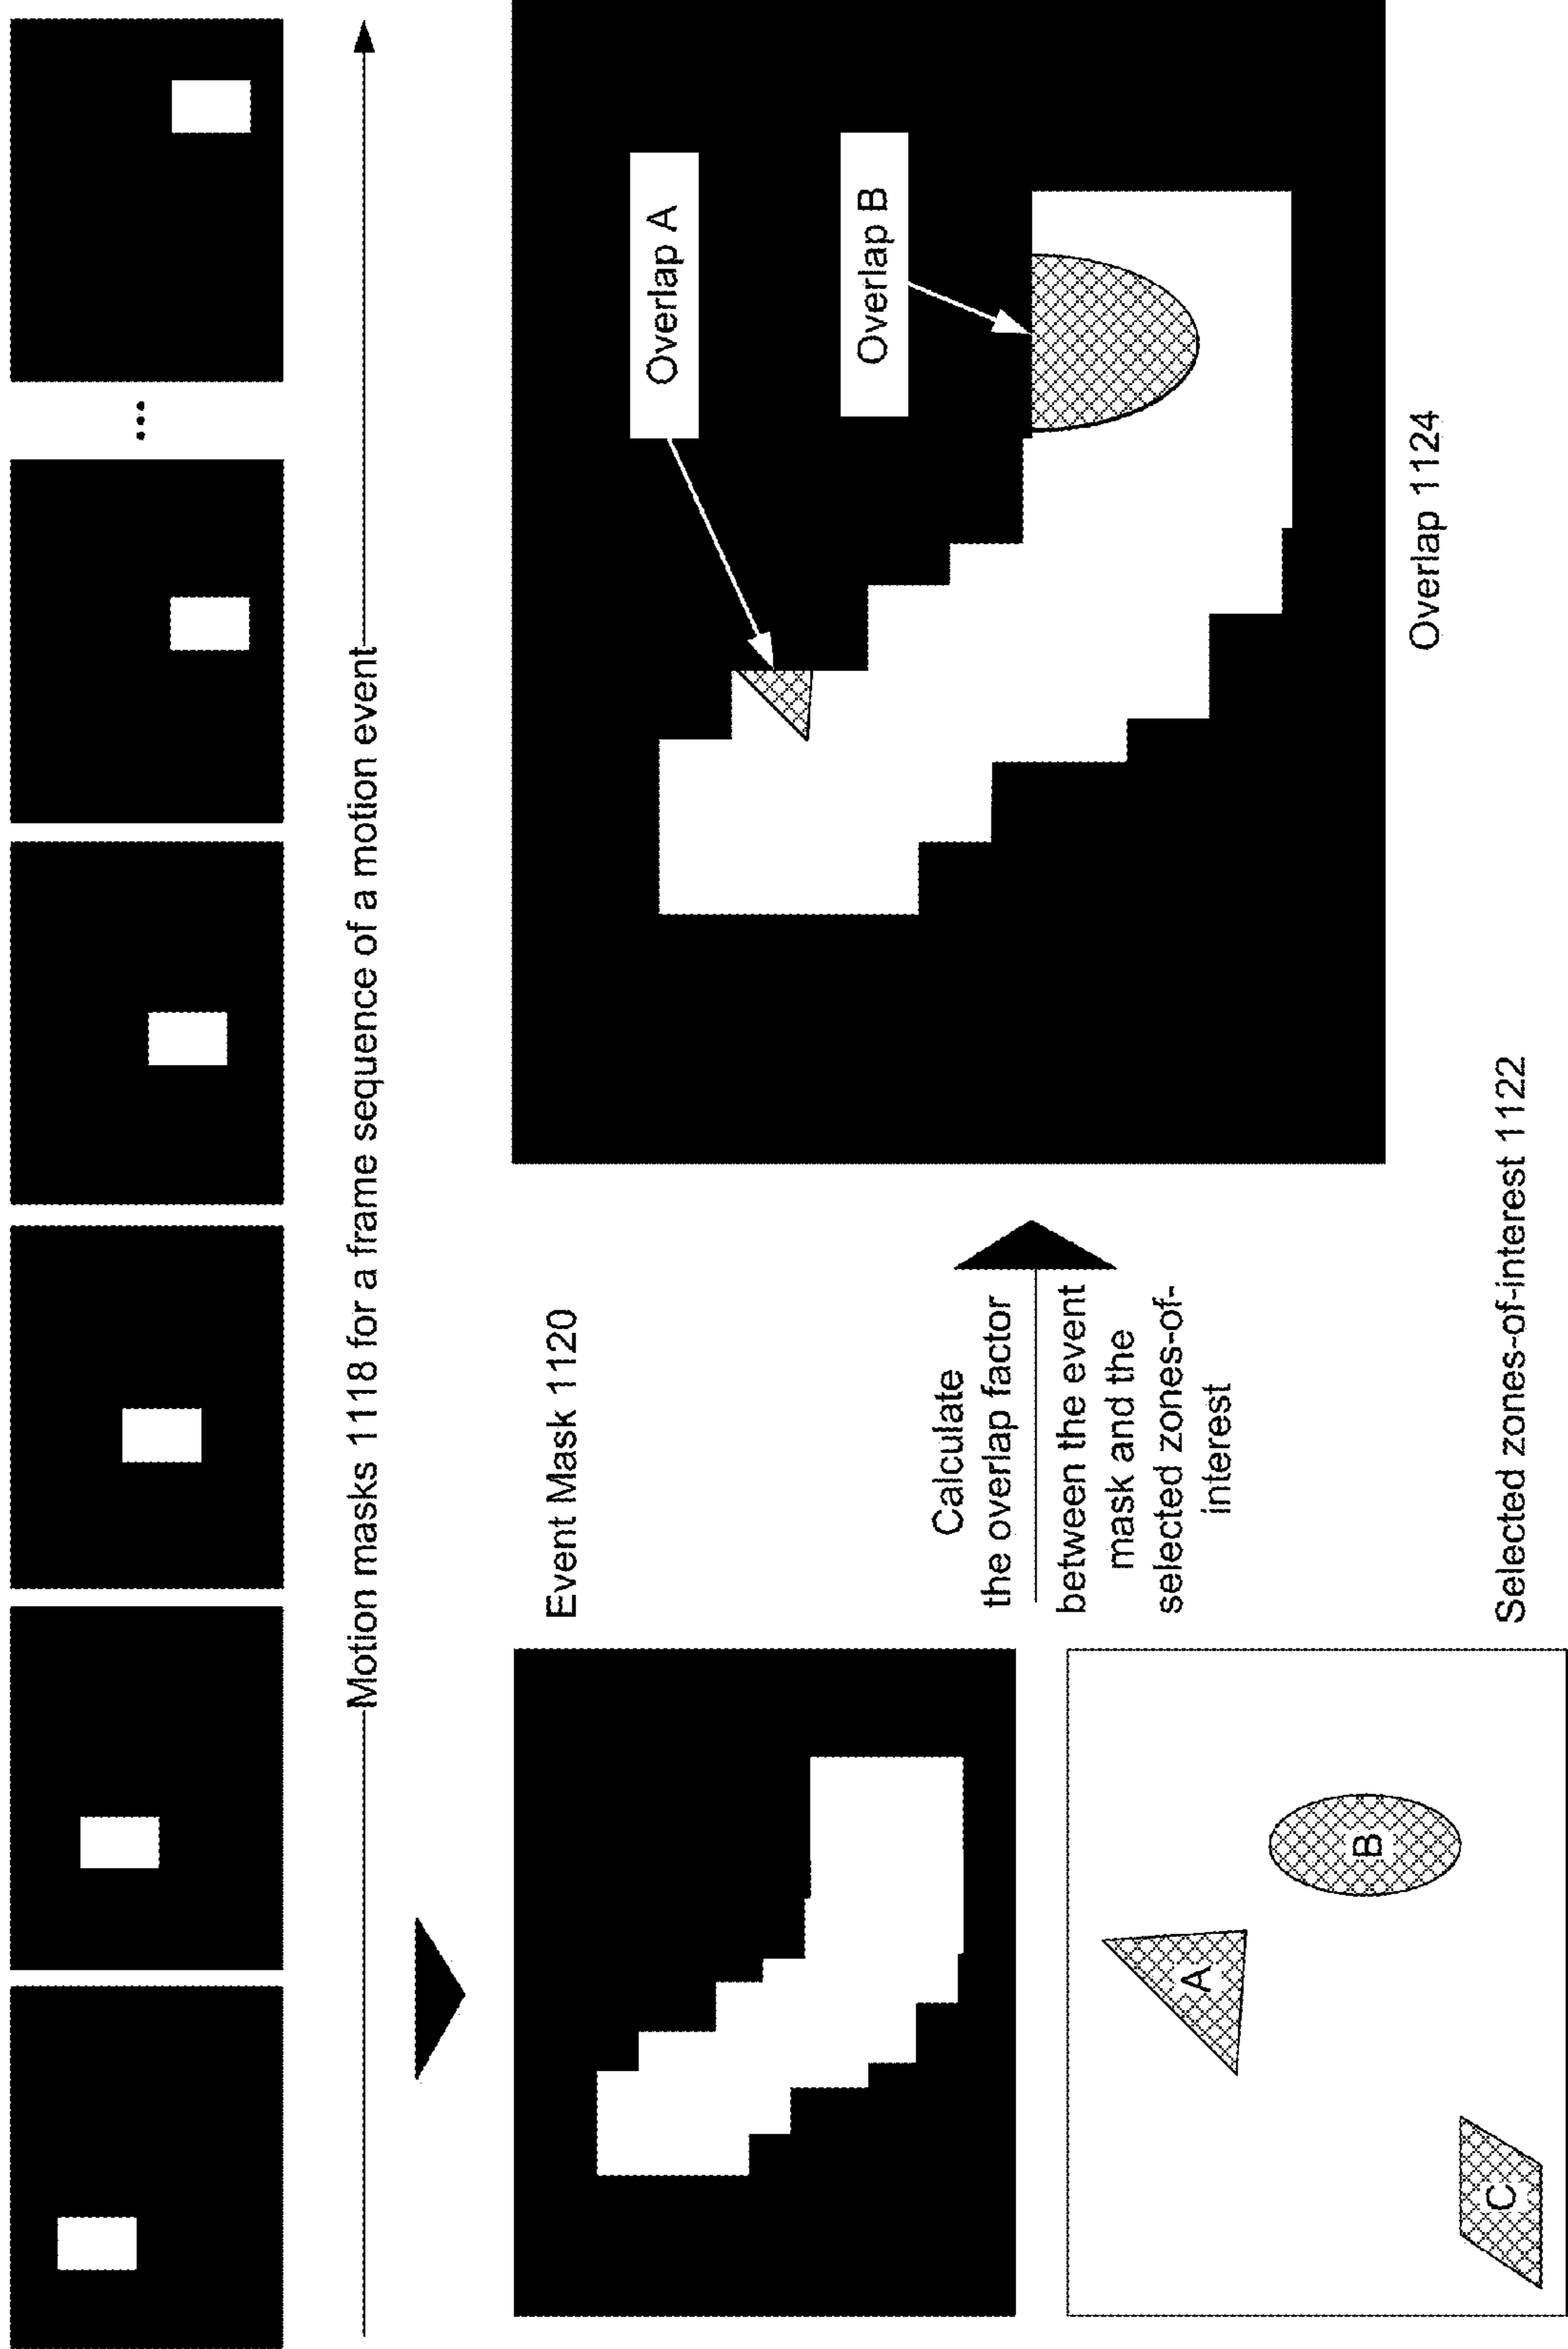 Motion masks 1118 for a frame sequence of a motion event
Event Mask 1120
Calculate
the overlap factor
between the event
mask and the
selected zones-of-
interest
Overlap A
Overlap B
Overlap 1124
A
B
C
Selected zones-of-interest 1122